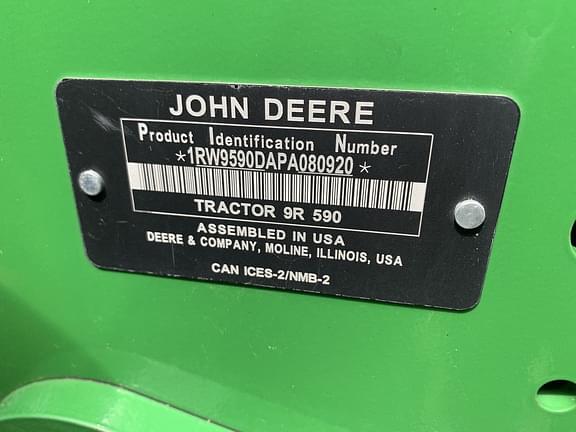 JOHN DEERE
Product Identification Number
*1RW9590DAPA080920*
TRACTOR 9R 590
ASSEMBLED IN USA
DEERE & COMPANY, MOLINE, ILLINOIS, USA
CAN ICES-2/NMB-2